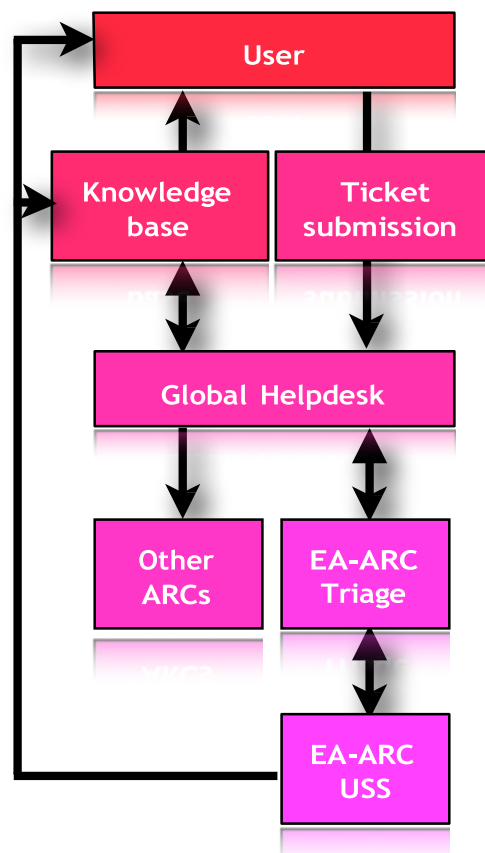 User
Knowledge
base
Ticket
submission
Global Helpdesk
Other
ARCs
EA-ARC
Triage
EA-ARC
USS